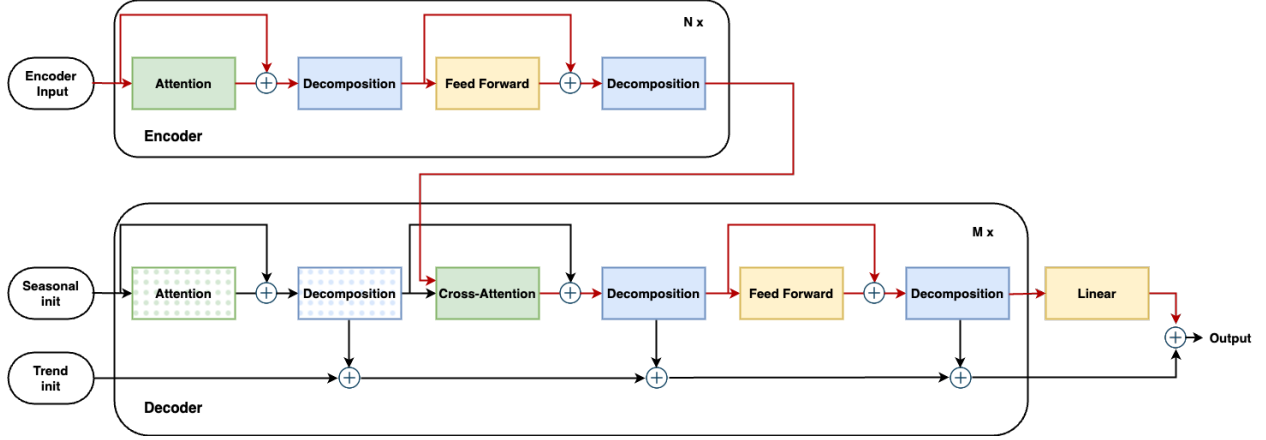 N x
Encoder
Input
Attention
Decomposition
Feed Forward
Decomposition
Encoder
M x
Seasonal
init
Attention
Decomposition
Cross-Attention
Decomposition
Feed Forward
Decomposition
Linear
Output
Trend
init
Decoder